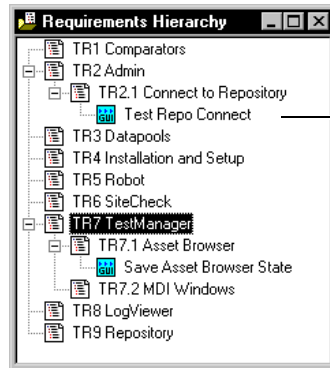 Requirements Hierarchy
TR1 Comparators
TR2 Admin
TR2.1 Connect to Repository
GUI Test Repo Connect
TR3 Datapools
TR4 Installation and Setup
TR5 Robot
TR6 SiteCheck
TR7 TestManager
TR7.1 Asset Browser
GUI Save Asset Browser State
TR7.2 MDI Windows
TR8 LogViewer
TR9 Repository